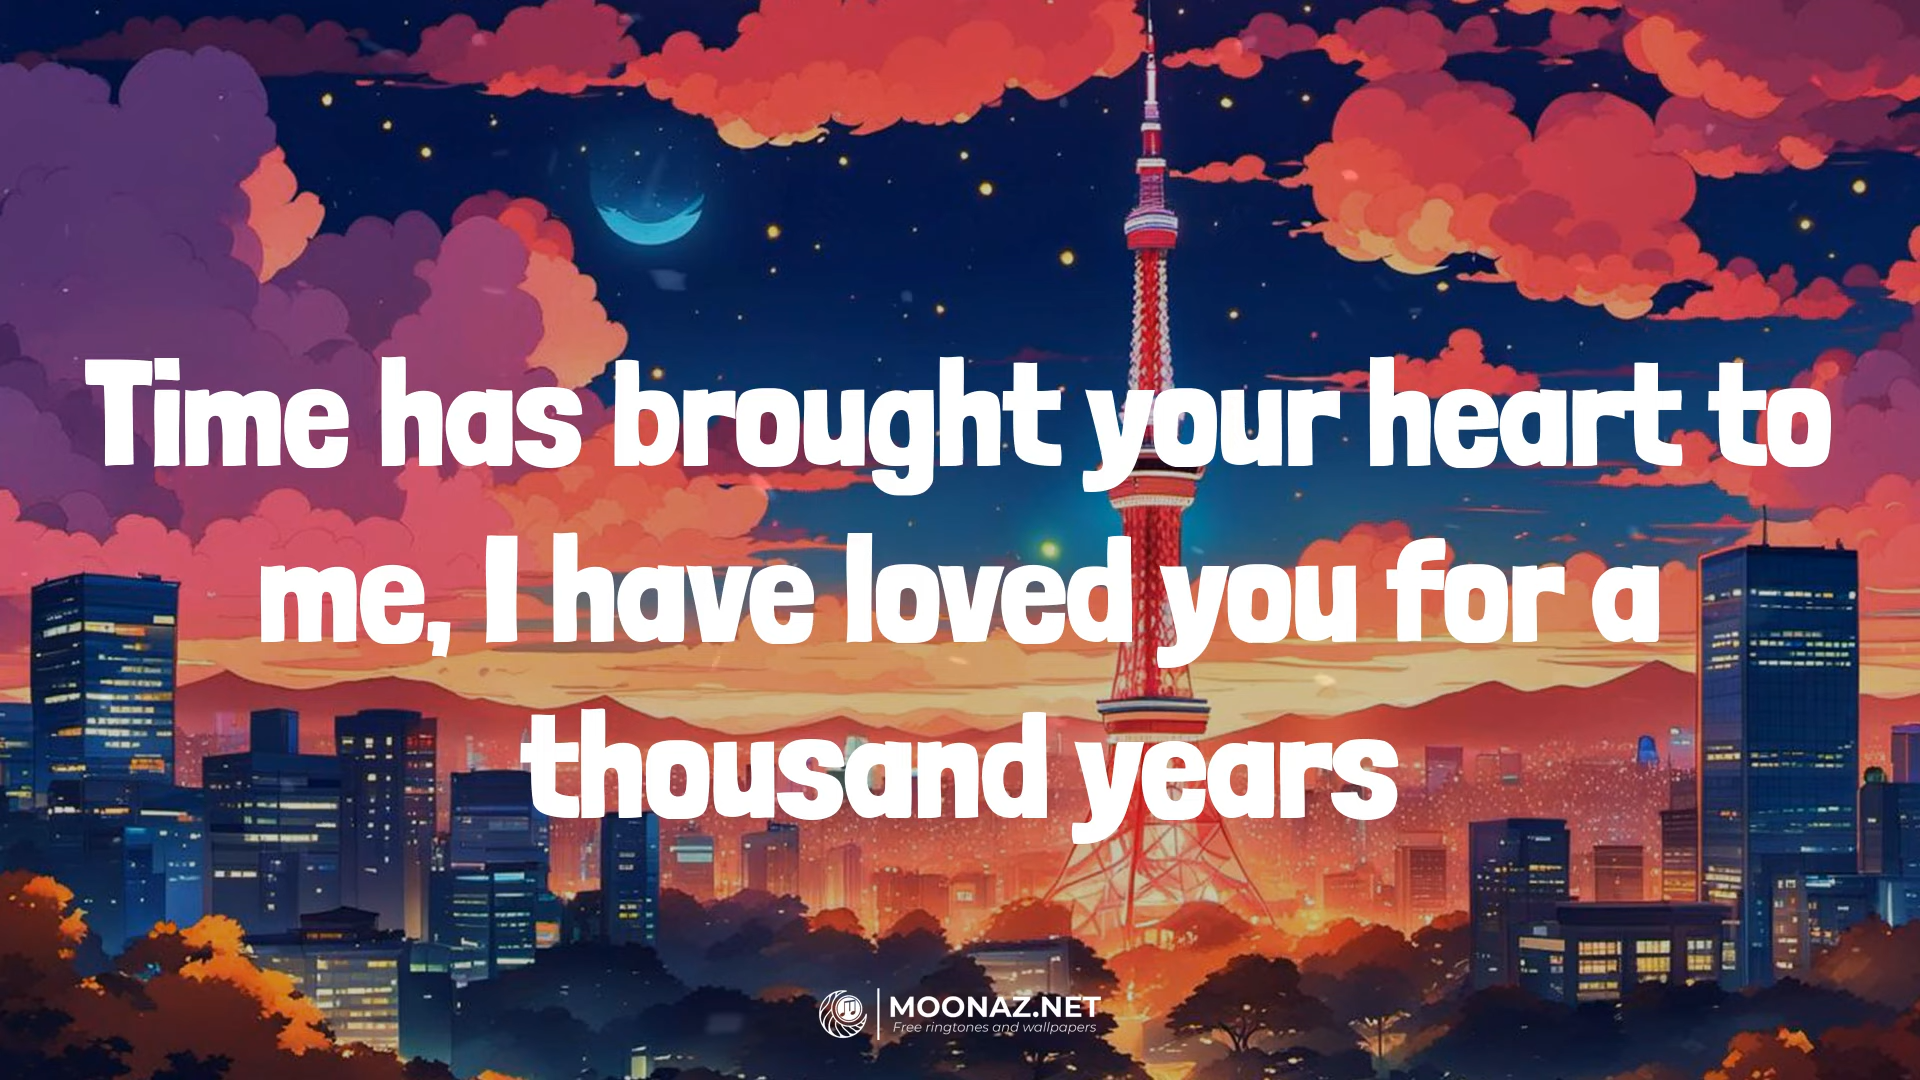 Time has brought your heart to
me, I have loved you for a
thousand years
MOONAZ.NET
Free ringtones and wallpapers